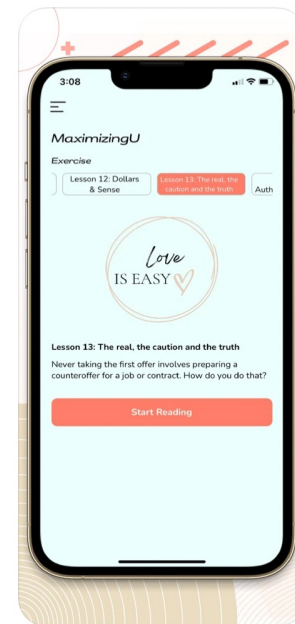 3:08
MaximizingU
Exercise
Lesson 12: Dollars
& Sense
Lesson 13: The real, the
caution and the truth
Auth
Love
IS EASY
Lesson 13: The real, the caution and the truth
Never taking the first offer involves preparing a
counteroffer for a job or contract. How do you do that?
Start Reading